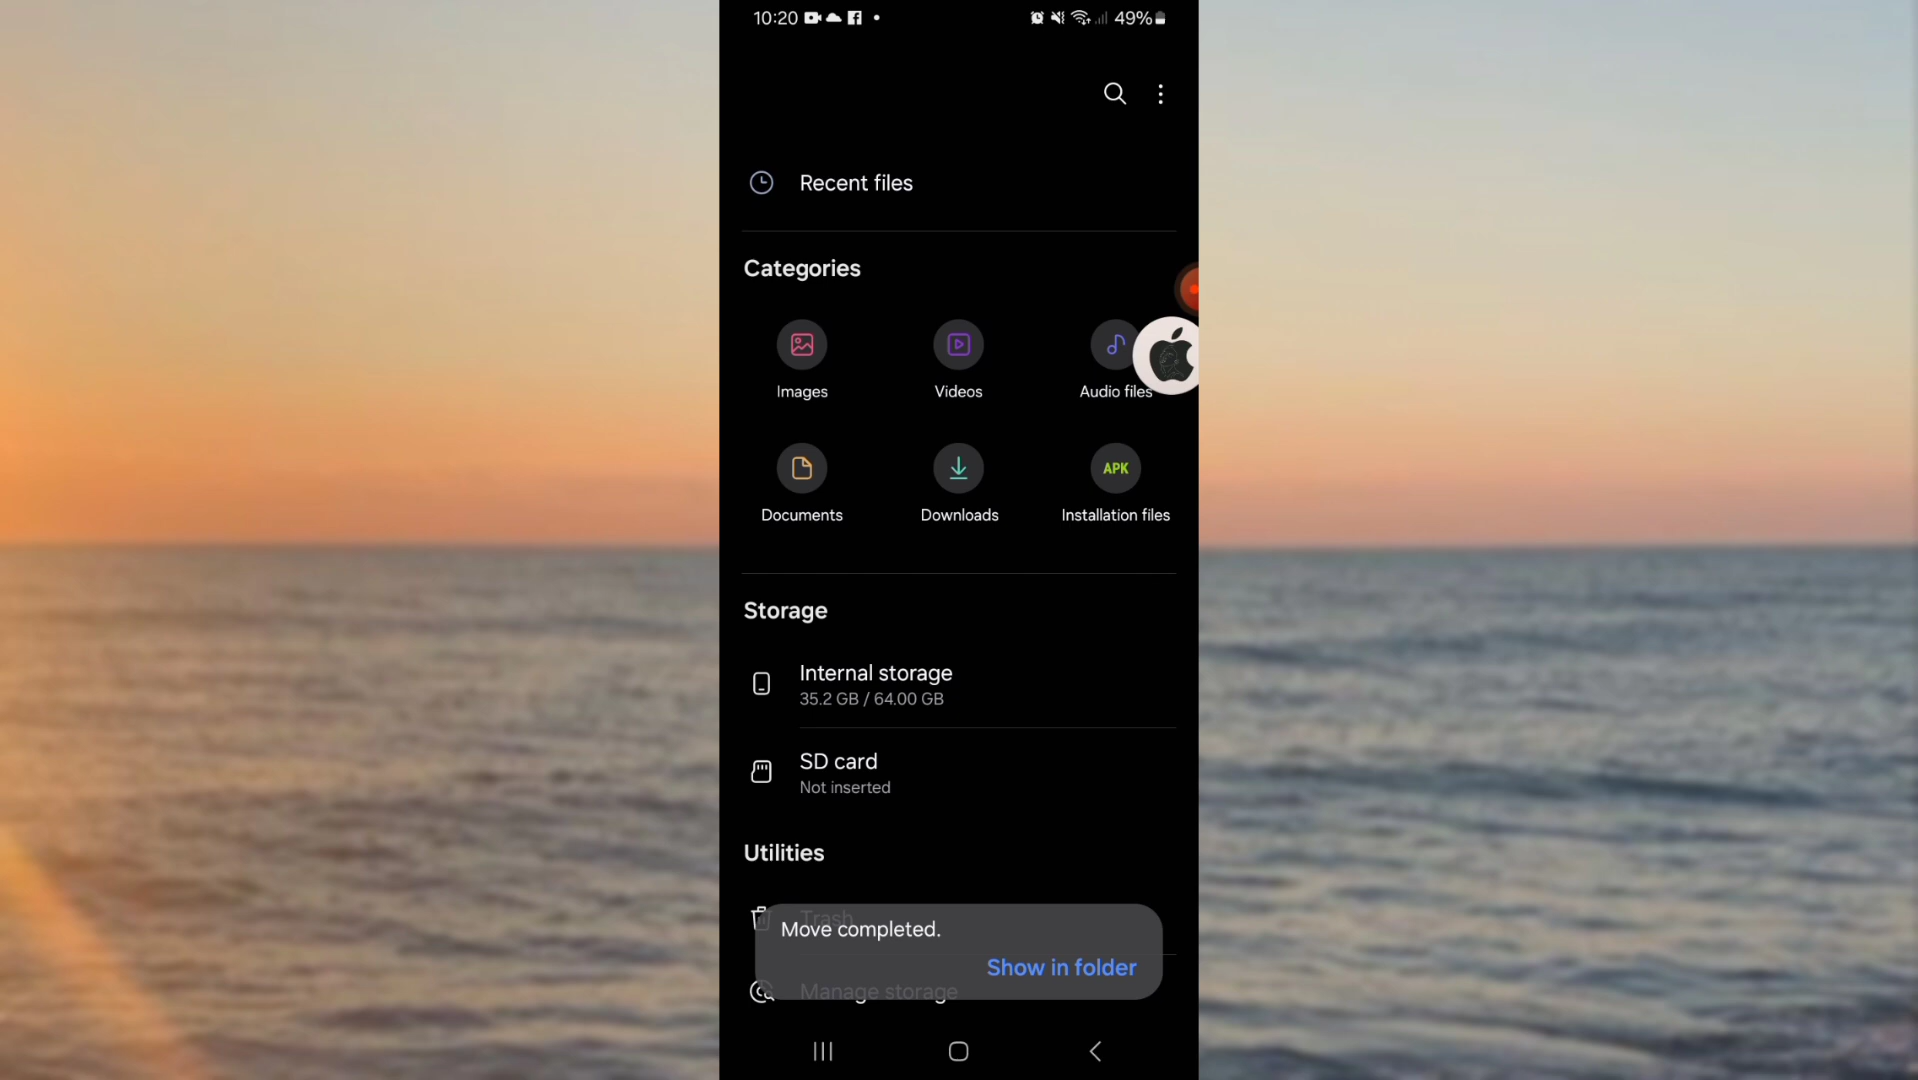 10:20 49%
Recent files
Categories
Images Videos Audio files
Documents Downloads Installation files
APK
Storage
Internal storage
35.2 GB / 64.00 GB
SD card
Not inserted
Utilities
Trash
Move completed.
Show in folder
Manage storage